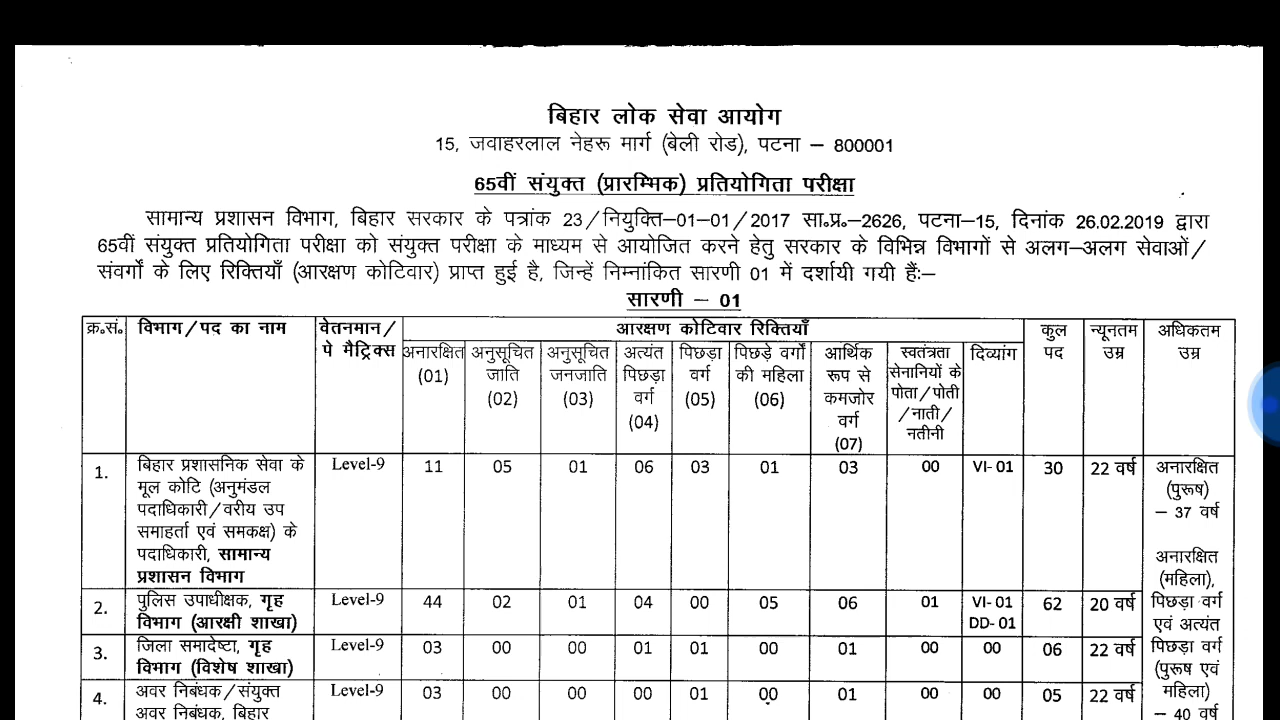 बिहार लोक सेवा आयोग
15, जवाहरलाल नेहरू मार्ग (बेली रोड), पटना – 800001
65वीं संयुक्त (प्रारम्भिक) प्रतियोगिता परीक्षा
सामान्य प्रशासन विभाग, बिहार सरकार के पत्रांक 23/नियुक्ति–01–01/2017 सा॰प्र॰–2626, पटना–15, दिनांक 26.02.2019 द्वारा
65वीं संयुक्त प्रतियोगिता परीक्षा को संयुक्त परीक्षा के माध्यम से आयोजित करने हेतु सरकार के विभिन्न विभागों से अलग–अलग सेवाओं/
संवर्गों के लिए रिक्तियाँ (आरक्षण कोटिवार) प्राप्त हुई है, जिन्हें निम्नांकित सारणी 01 में दर्शायी गयी हैं:–
सारणी – 01
क्र॰सं॰ विभाग/पद का नाम वेतनमान/ आरक्षण कोटिवार रिक्तियाँ कुल न्यूनतम अधिकतम
पे मैट्रिक्स अनारक्षित अनुसूचित अनुसूचित अत्यंत पिछड़ा पिछड़े वर्गों आर्थिक स्वतंत्रता दिव्यांग पद उम्र उम्र
(01) जाति जनजाति पिछड़ा वर्ग की महिला रूप से सेनानियों के
(02) (03) वर्ग (05) (06) कमजोर पोता/पोती
(04) वर्ग /नाती/
(07) नतीनी
1. बिहार प्रशासनिक सेवा के Level-9 11 05 01 06 03 01 03 00 VI- 01 30 22 वर्ष अनारक्षित
मूल कोटि (अनुमंडल (पुरूष)
पदाधिकारी/वरीय उप – 37 वर्ष
समाहर्ता एवं समकक्ष) के
पदाधिकारी, सामान्य अनारक्षित
प्रशासन विभाग (महिला),
2. पुलिस उपाधीक्षक, गृह Level-9 44 02 01 04 00 05 06 01 VI- 01 62 20 वर्ष पिछड़ा वर्ग
विभाग (आरक्षी शाखा) DD- 01 एवं अत्यंत
3. जिला समादेष्टा, गृह Level-9 03 00 00 01 01 00 01 00 00 06 22 वर्ष पिछड़ा वर्ग
विभाग (विशेष शाखा) (पुरूष एवं
4. अवर निबंधक/संयुक्त Level-9 03 00 00 00 01 00 01 00 00 05 22 वर्ष महिला)
अवर निबंधक, बिहार – 40 वर्ष